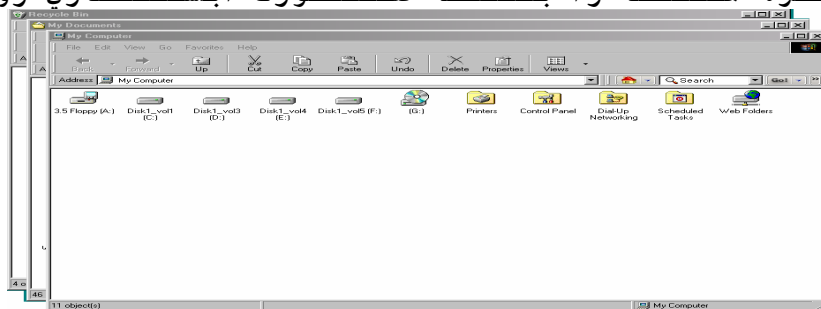 Recycle Bin
My Documents
My Computer
File Edit View Go Favorites Help
Back Forward Up Cut Copy Paste Undo Delete Properties Views
Address My Computer Search Go!
3.5 Floppy (A:) Disk1_vol1 (C:) Disk1_vol3 (D:) Disk1_vol4 (E:) Disk1_vol5 (F:) (G:) Printers Control Panel Dial-Up Networking Scheduled Tasks Web Folders
4 o
46
11 object(s) My Computer